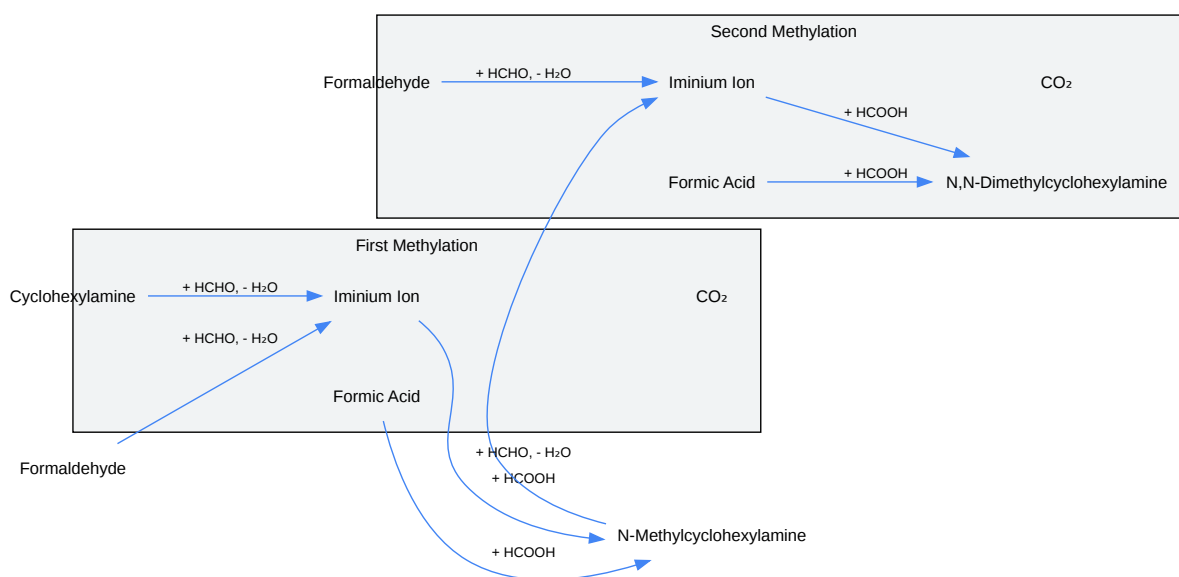 Second Methylation
Formaldehyde
+ HCHO, - H₂O
Iminium Ion
CO₂
+ HCOOH
Formic Acid
+ HCOOH
N,N-Dimethylcyclohexylamine
First Methylation
Cyclohexylamine
+ HCHO, - H₂O
Iminium Ion
CO₂
+ HCHO, - H₂O
Formic Acid
Formaldehyde
+ HCHO, - H₂O
+ HCOOH
N-Methylcyclohexylamine
+ HCOOH